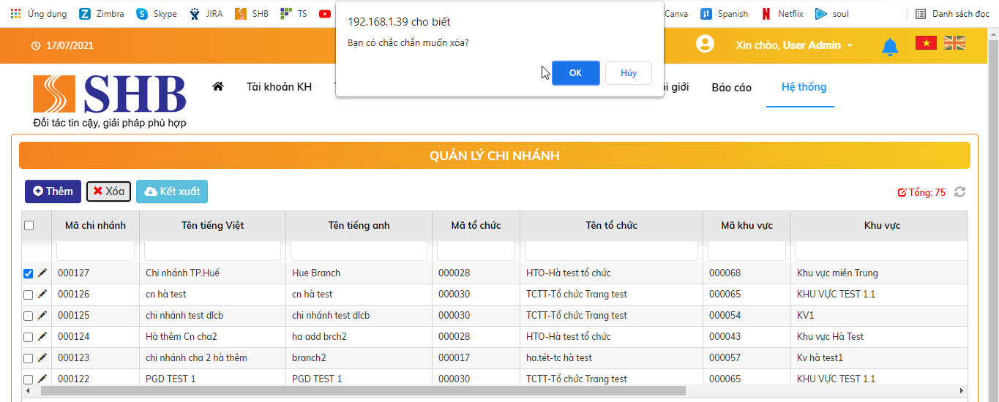 Ứng dụng Zimbra Skype JIRA SHB TS Canva Spanish Netflix soul Danh sách đọc
192.168.1.39 cho biết
Bạn có chắc chắn muốn xóa?
OK Hủy
17/07/2021 Xin chào, User Admin
SHB
Đối tác tin cậy, giải pháp phù hợp
Tài khoản KH giới Báo cáo Hệ thống
QUẢN LÝ CHI NHÁNH
Thêm Xóa Kết xuất Tổng: 75
Mã chi nhánh Tên tiếng Việt Tên tiếng anh Mã tổ chức Tên tổ chức Mã khu vực Khu vực
000127 Chi nhánh TP.Huế Hue Branch 000028 HTO-Hà test tổ chức 000068 Khu vực miền Trung
000126 cn hà test cn hà test 000030 TCTT-Tổ chức Trang test 000065 KHU VỰC TEST 1.1
000125 chi nhánh test dlcb chi nhánh test dlcb 000030 TCTT-Tổ chức Trang test 000054 KV1
000124 Hà thêm Cn cha2 ha add brch2 000028 HTO-Hà test tổ chức 000043 Khu vực Hà Test
000123 chi nhánh cha 2 hà thêm branch2 000017 ha.tét-tc hà test 000057 Kv hà test1
000122 PGD TEST 1 PGD TEST 1 000030 TCTT-Tổ chức Trang test 000065 KHU VỰC TEST 1.1